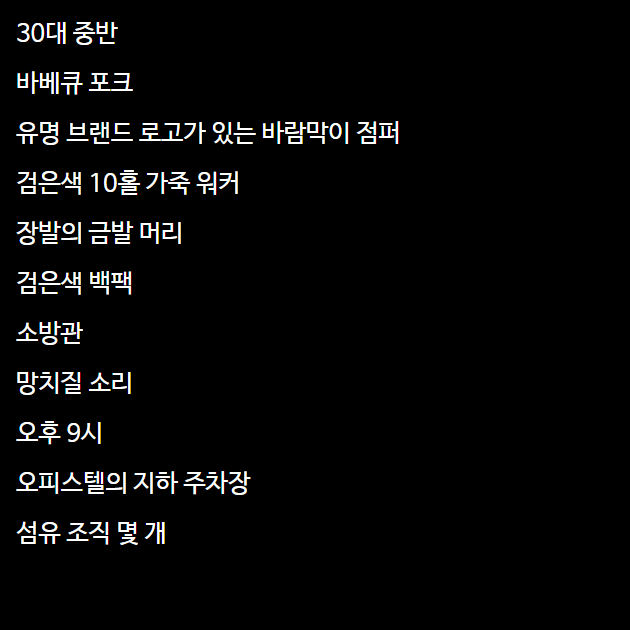 30대 중반
바베큐 포크
유명 브랜드 로고가 있는 바람막이 점퍼
검은색 10홀 가죽 워커
장발의 금발 머리
검은색 백팩
소방관
망치질 소리
오후 9시
오피스텔의 지하 주차장
섬유 조직 몇 개